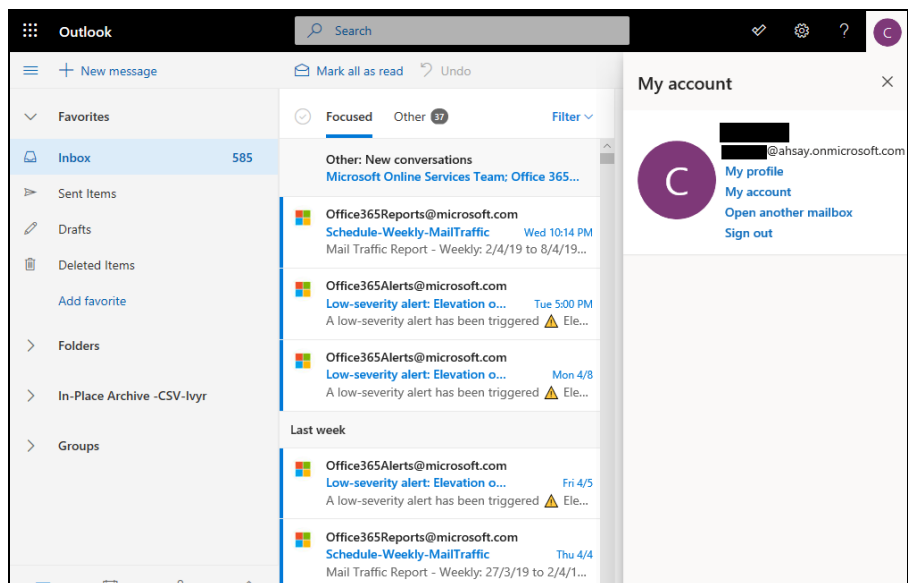 Outlook
Search
?
C
New message
Mark all as read
Undo
My account
Favorites
Focused
Other 37
Filter
Inbox 585
Other: New conversations
Microsoft Online Services Team; Office 365...
@ahsay.onmicrosoft.com
C
My profile
My account
Open another mailbox
Sign out
Sent Items
Drafts
Deleted Items
Add favorite
Folders
In-Place Archive -CSV-Ivyr
Groups
Office365Reports@microsoft.com
Schedule-Weekly-MailTraffic Wed 10:14 PM
Mail Traffic Report - Weekly: 2/4/19 to 8/4/19...
Office365Alerts@microsoft.com
Low-severity alert: Elevation o... Tue 5:00 PM
A low-severity alert has been triggered ⚠ Ele...
Office365Alerts@microsoft.com
Low-severity alert: Elevation o... Mon 4/8
A low-severity alert has been triggered ⚠ Ele...
Last week
Office365Alerts@microsoft.com
Low-severity alert: Elevation o... Fri 4/5
A low-severity alert has been triggered ⚠ Ele...
Office365Reports@microsoft.com
Schedule-Weekly-MailTraffic Thu 4/4
Mail Traffic Report - Weekly: 27/3/19 to 2/4/1...